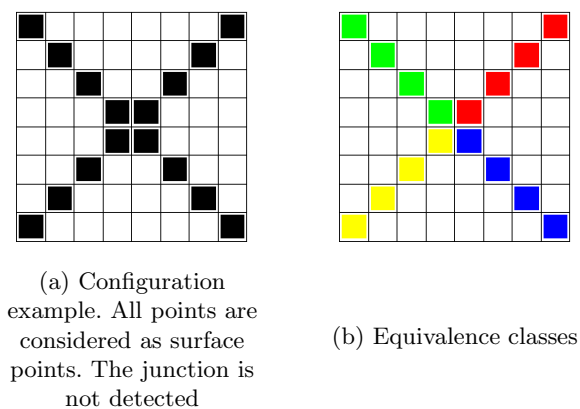 (a) Configuration
example. All points are
considered as surface
points. The junction is
not detected
(b) Equivalence classes